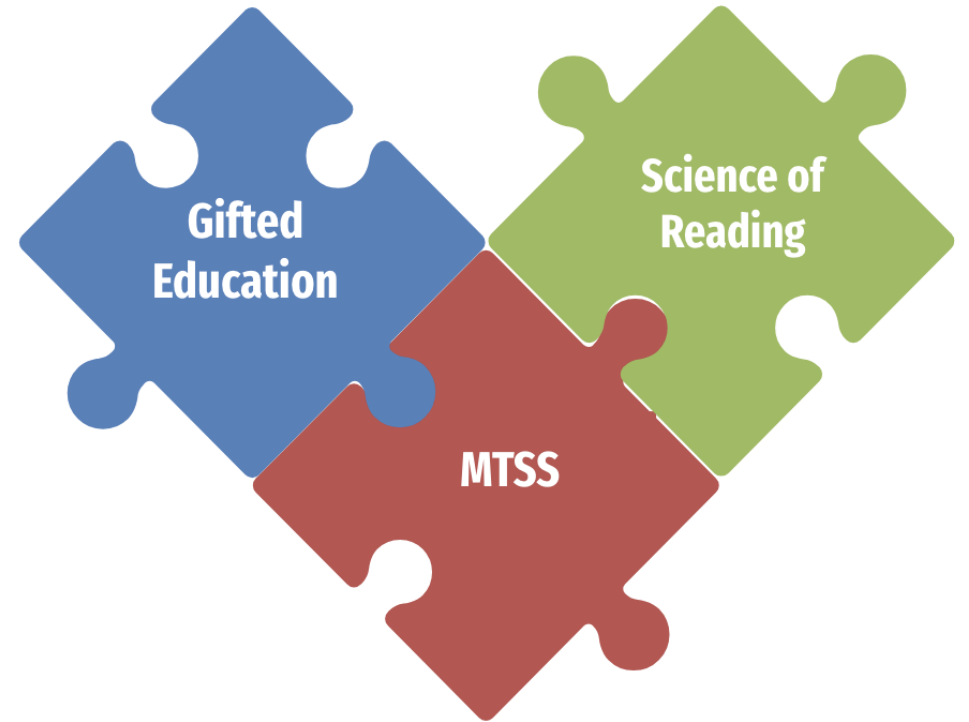 Gifted
Education
Science of
Reading
MTSS